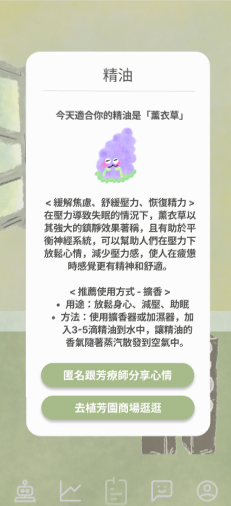 精油
今天適合你的精油是「薰衣草」
< 緩解焦慮、舒緩壓力、恢復精力 >
在壓力導致失眠的情況下，薰衣草以
其強大的鎮靜效果著稱，且有助於平
衡神經系統，可以幫助人們在壓力下
放鬆心情，減少壓力感，使人在疲憊
時感覺更有精神和舒適。
< 推薦使用方式 - 擴香 >
• 用途：放鬆身心、減壓、助眠
• 方法：使用擴香器或加濕器，加
入3-5滴精油到水中，讓精油的
香氣隨著蒸汽散發到空氣中。
匿名跟芳療師分享心情
去植芳園商場逛逛